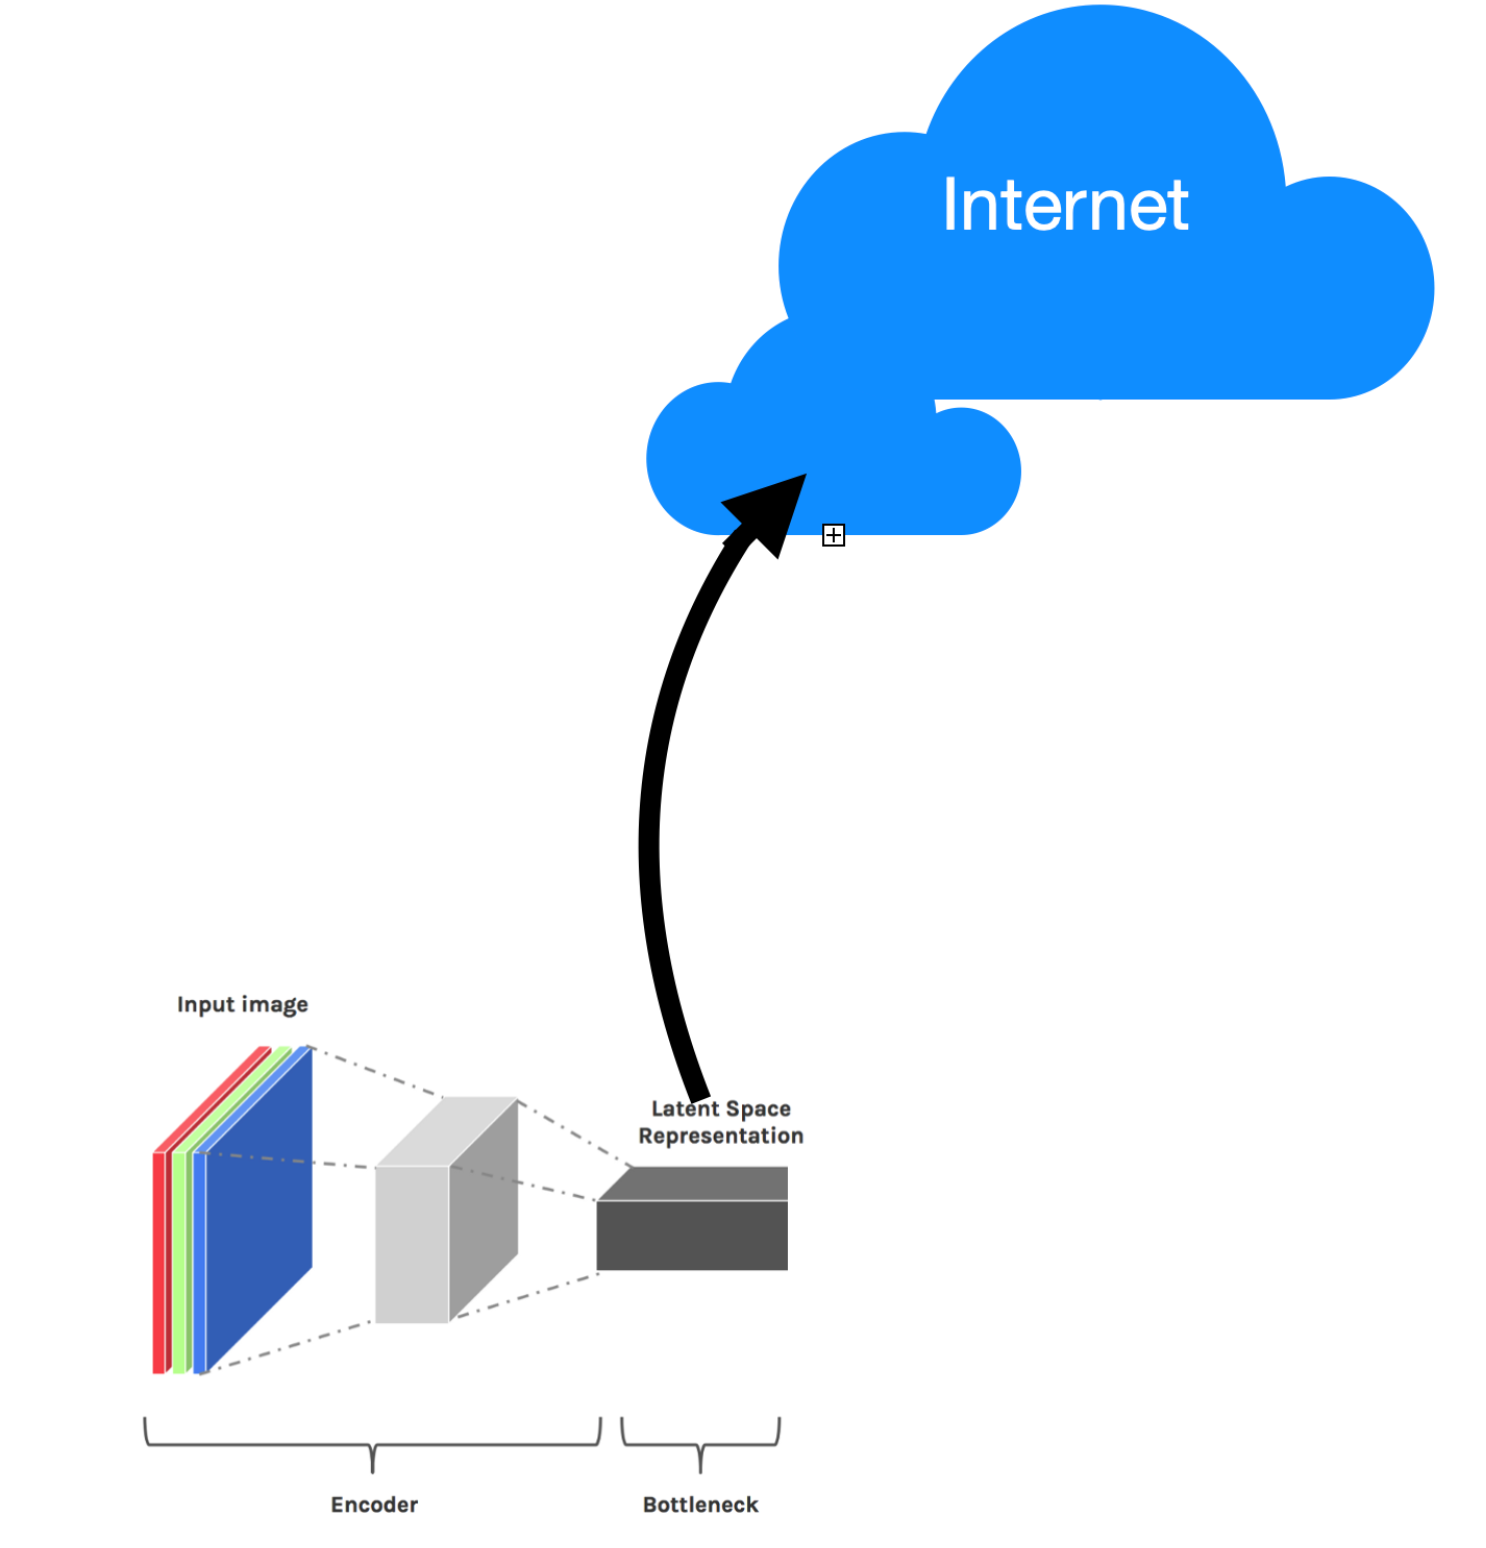 Internet
Input image
Latent Space
Representation
Encoder
Bottleneck